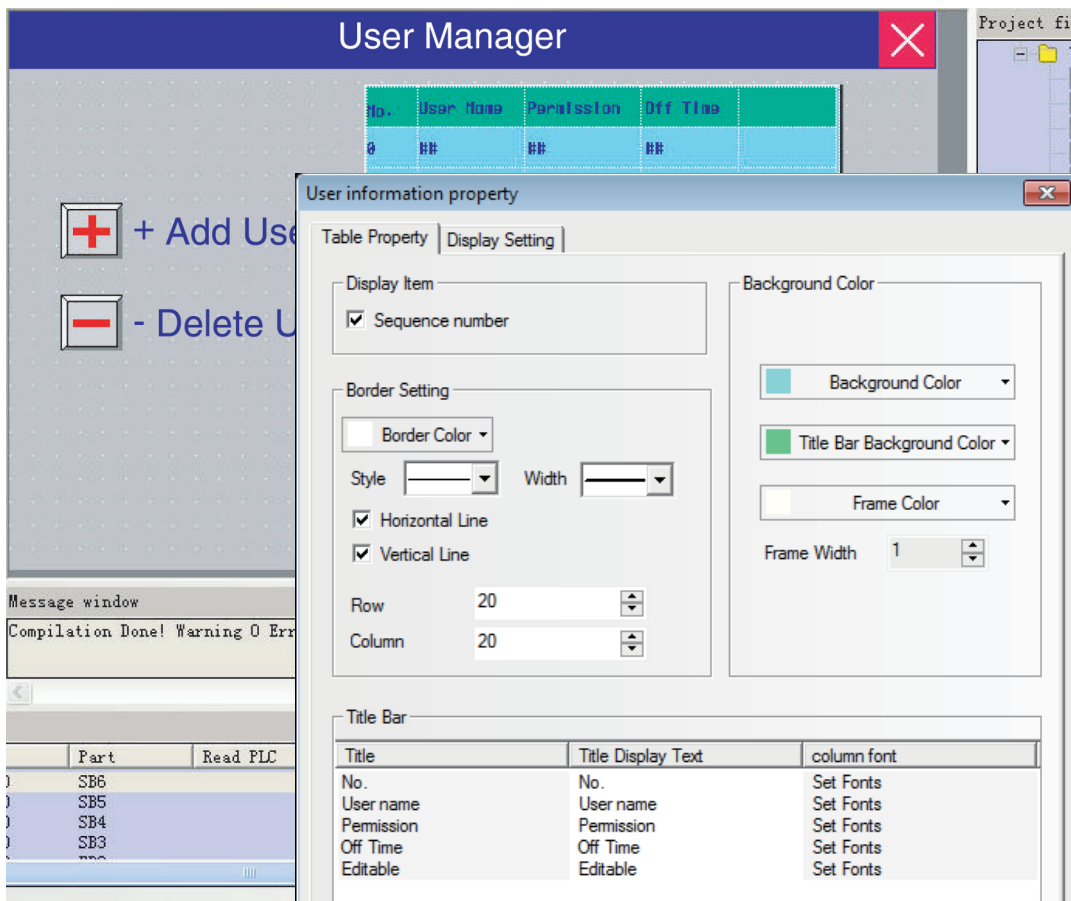 User Manager
Project fi
No. User Name Permission Off Time
0 ## ## ##
User information property
+ Add Use
Table Property Display Setting
Display Item
Background Color
Sequence number
- Delete U
Border Setting
Background Color
Border Color
Title Bar Background Color
Style Width
Frame Color
Horizontal Line
Vertical Line
Frame Width 1
Message window
Row 20
Compilation Done! Warning 0 Err
Column 20
Title Bar
Part Read PLC
Title Title Display Text column font
SB6
No. No. Set Fonts
SB5
User name User name Set Fonts
SB4
Permission Permission Set Fonts
SB3
Off Time Off Time Set Fonts
Editable Editable Set Fonts